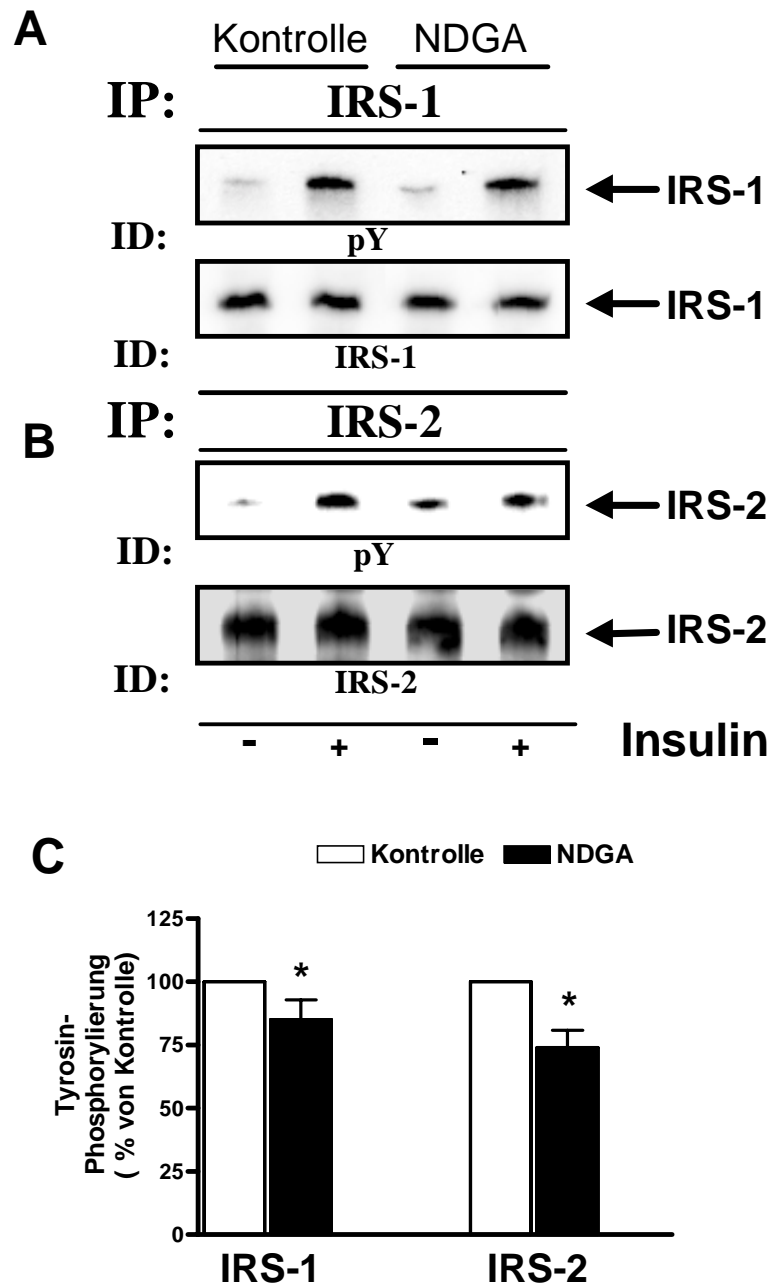 A
Kontrolle NDGA
IP: IRS-1
IRS-1
ID: pY
IRS-1
ID: IRS-1
B
IP: IRS-2
IRS-2
ID: pY
IRS-2
ID: IRS-2
- + - + Insulin
C
Kontrolle NDGA
Tyrosin-
Phosphorylierung
( % von Kontrolle)
125
100
75
50
25
0
* *
IRS-1 IRS-2